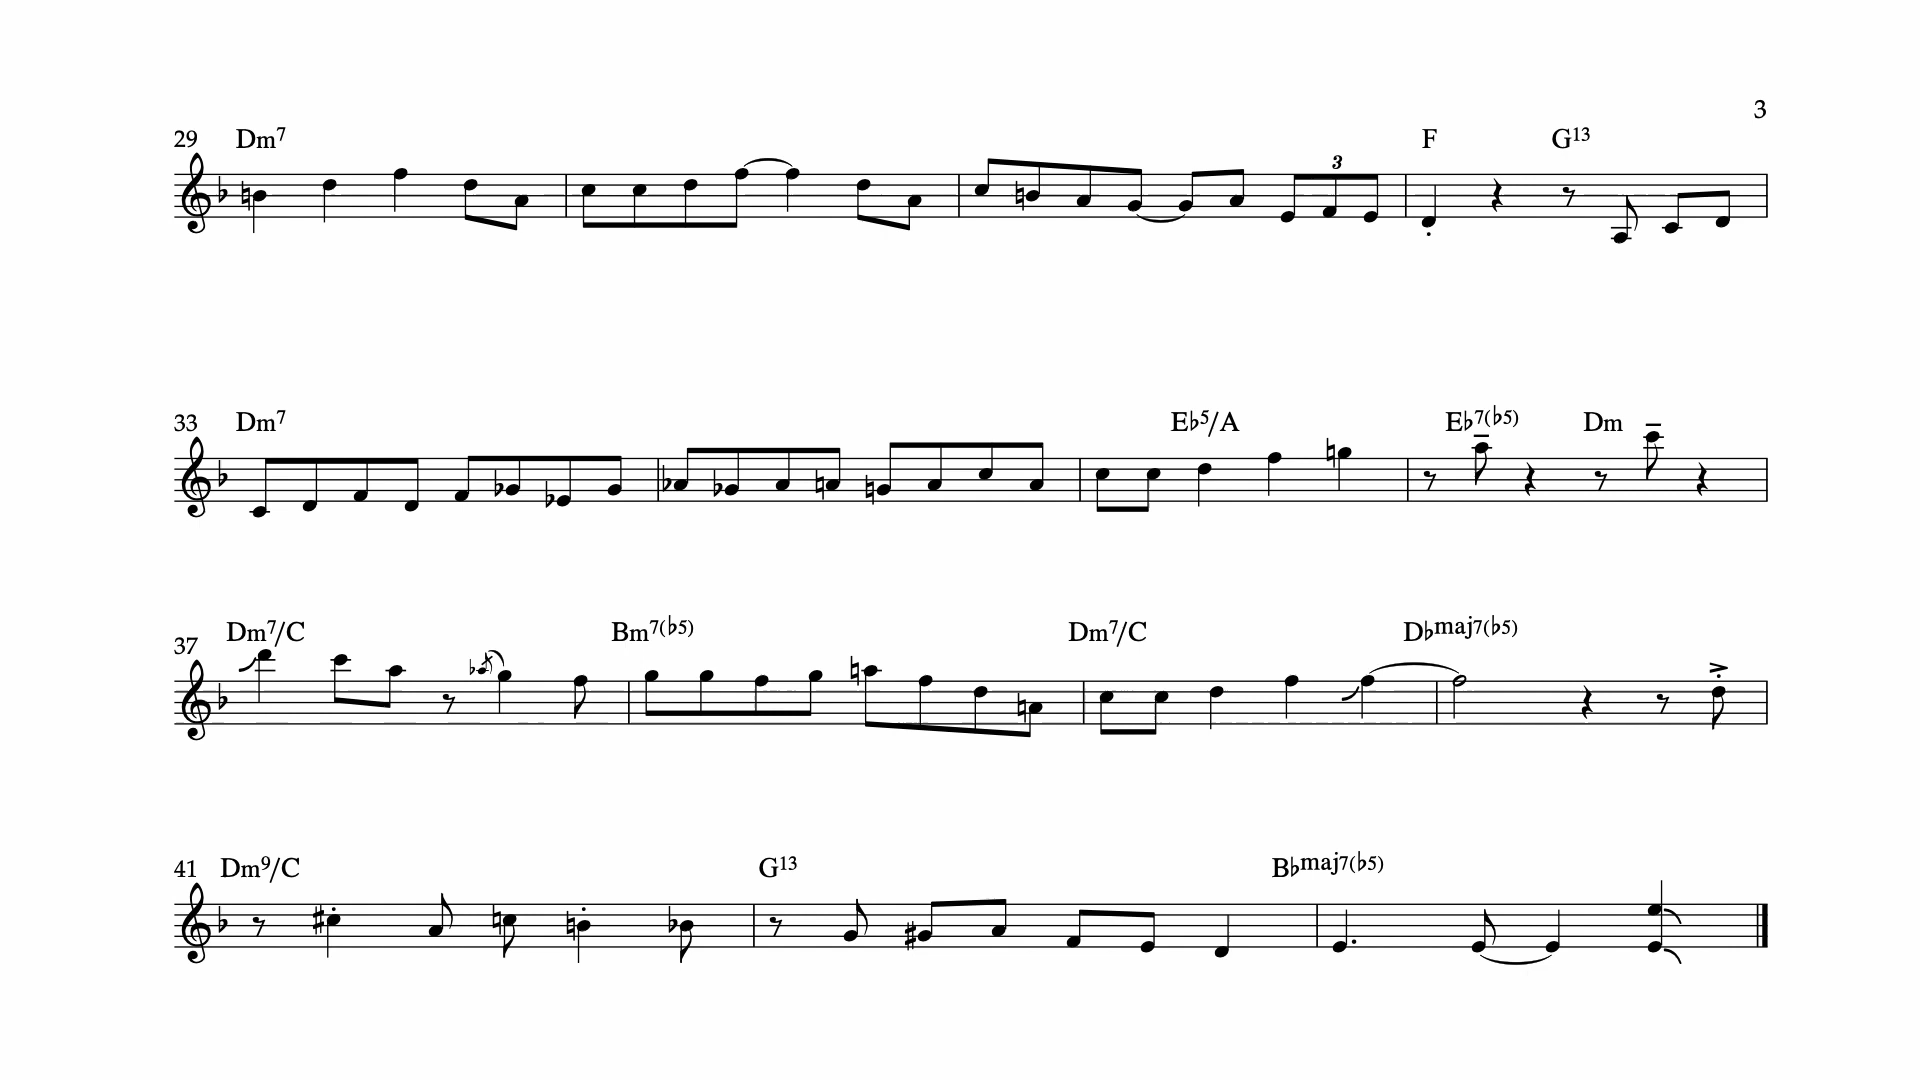 3
29 Dm7
3
F G13
33 Dm7 E♭5/A E♭7(♭5) Dm
37 Dm7/C Bm7(♭5) Dm7/C D♭maj7(♭5)
41 Dm9/C G13 B♭maj7(♭5)